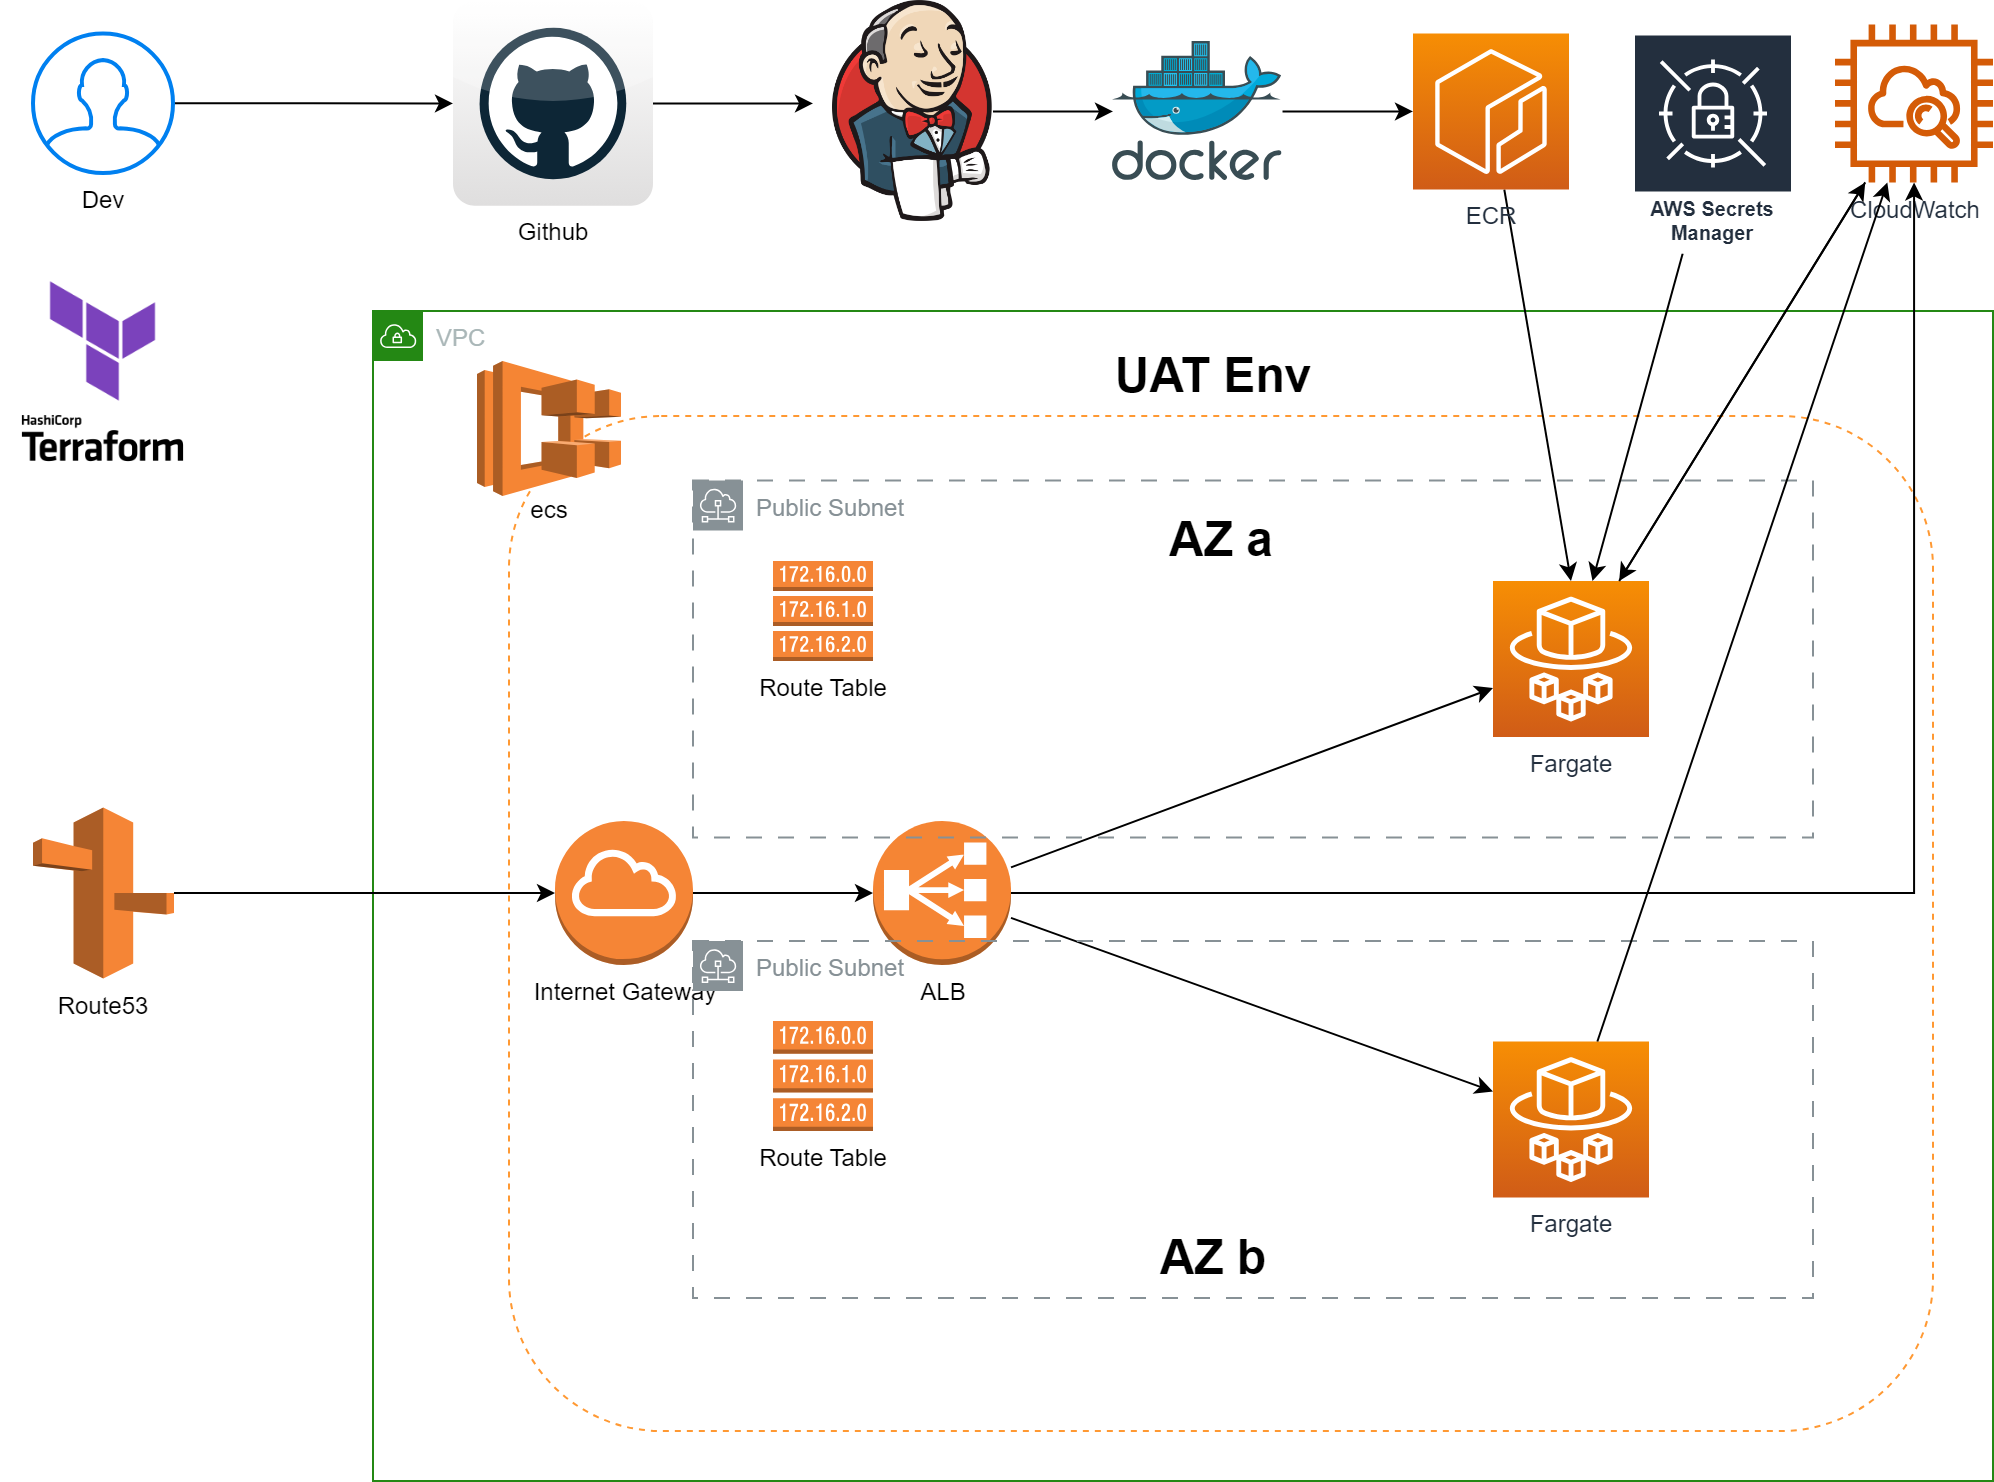 Dev
Github
docker
ECR
AWS Secrets
Manager
CloudWatch
HashiCorp
Terraform
VPC
UAT Env
ecs
Public Subnet
AZ a
172.16.0.0
172.16.1.0
172.16.2.0
Route Table
Fargate
Route53
Internet Gateway
Public Subnet
ALB
172.16.0.0
172.16.1.0
172.16.2.0
Route Table
Fargate
AZ b